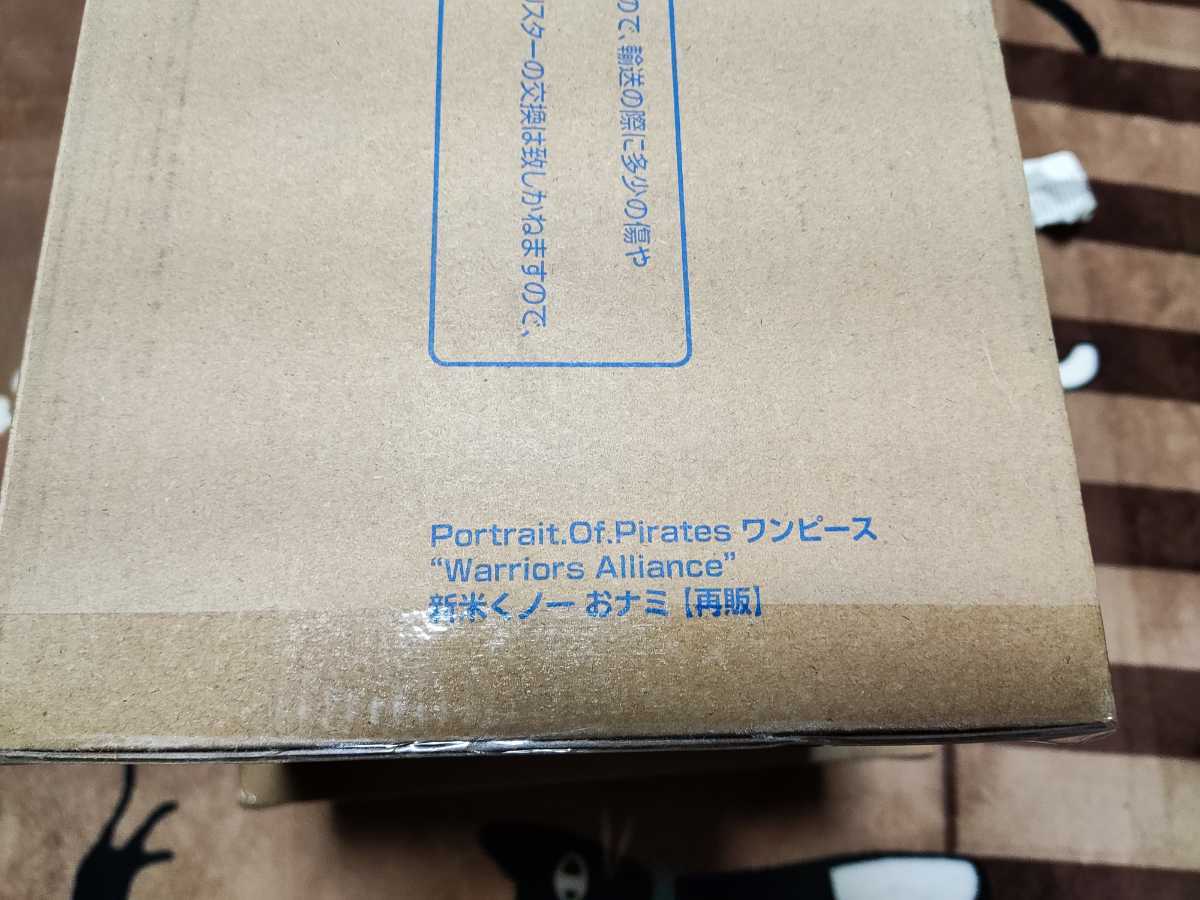 ので、輸送の際に多少の傷や
スターの交換は致しかねますので、
Portrait.Of.Pirates ワンピース
“Warriors Alliance”
新米くノ一 おナミ【再販】